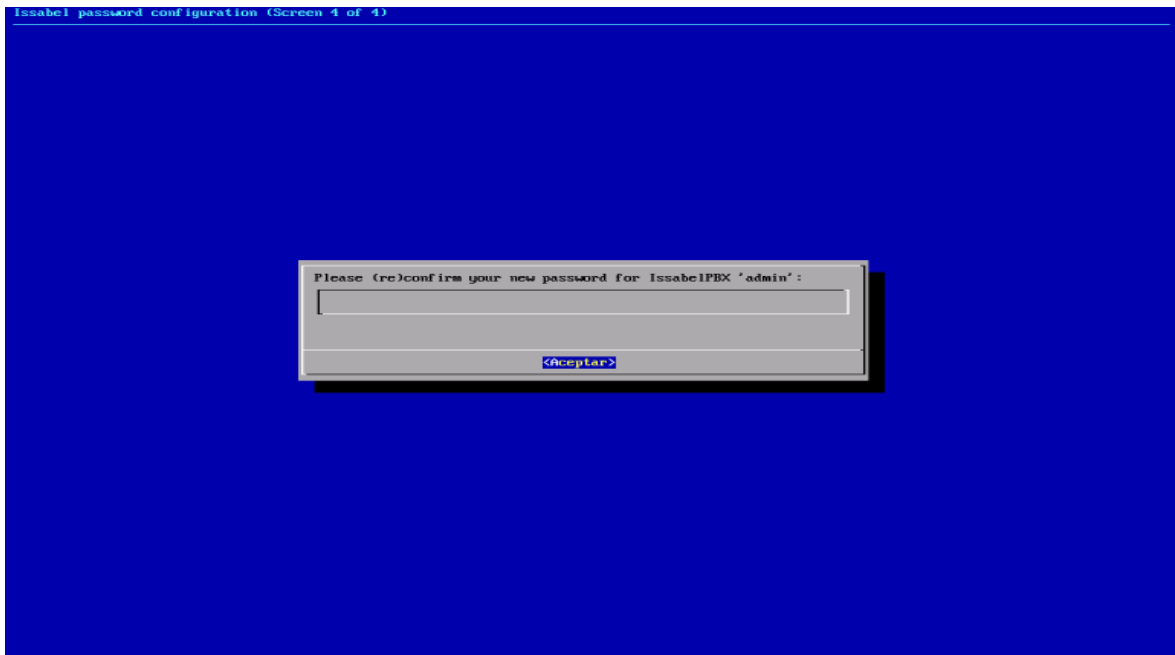 Issabel password configuration (Screen 4 of 4)
Please (re)confirm your new password for IssabelPBX 'admin':
<Aceptar>